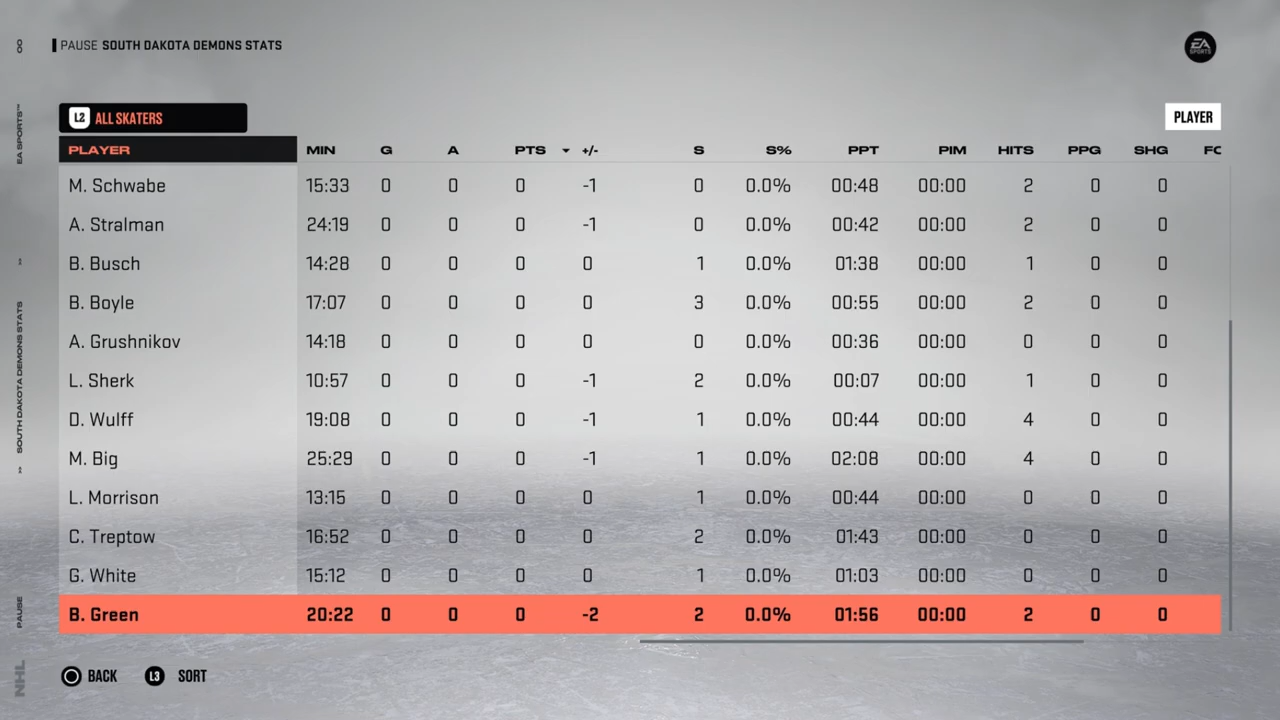 PAUSE SOUTH DAKOTA DEMONS STATS
EA SPORTS
L2 ALL SKATERS
PLAYER
PLAYER MIN G A PTS +/- S S% PPT PIM HITS PPG SHG FC
M. Schwabe 15:33 0 0 0 -1 0 0.0% 00:48 00:00 2 0 0
A. Stralman 24:19 0 0 0 -1 0 0.0% 00:42 00:00 2 0 0
B. Busch 14:28 0 0 0 0 1 0.0% 01:38 00:00 1 0 0
B. Boyle 17:07 0 0 0 0 3 0.0% 00:55 00:00 2 0 0
A. Grushnikov 14:18 0 0 0 0 0 0.0% 00:36 00:00 0 0 0
L. Sherk 10:57 0 0 0 -1 2 0.0% 00:07 00:00 1 0 0
D. Wulff 19:08 0 0 0 -1 1 0.0% 00:44 00:00 4 0 0
M. Big 25:29 0 0 0 -1 1 0.0% 02:08 00:00 4 0 0
L. Morrison 13:15 0 0 0 0 1 0.0% 00:44 00:00 0 0 0
C. Treptow 16:52 0 0 0 0 2 0.0% 01:43 00:00 0 0 0
G. White 15:12 0 0 0 0 1 0.0% 01:03 00:00 0 0 0
B. Green 20:22 0 0 0 -2 2 0.0% 01:56 00:00 2 0 0
BACK L3 SORT
EA SPORTS™
SOUTH DAKOTA DEMONS STATS
PAUSE
NHL